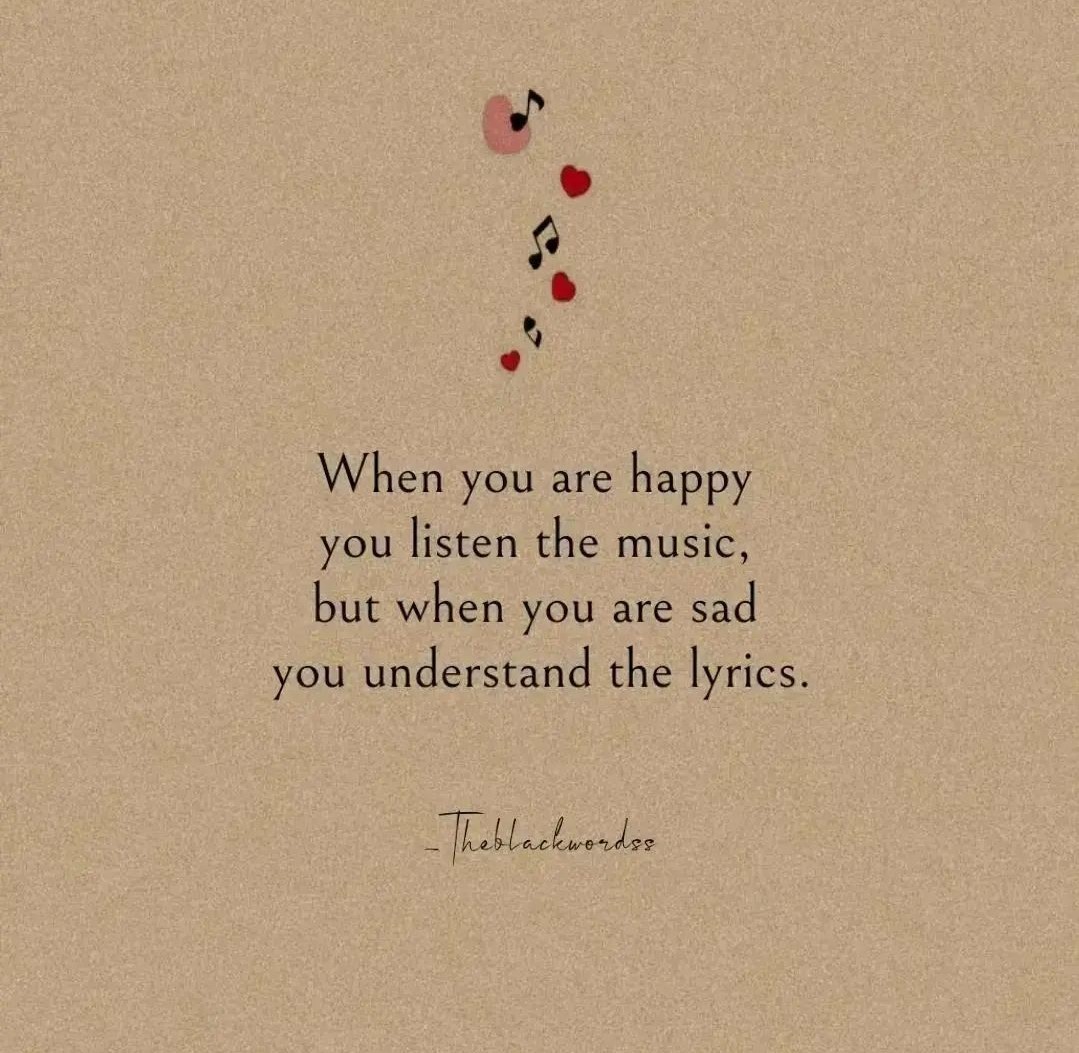 When you are happy
you listen the music,
but when you are sad
you understand the lyrics.
_Theblackwordss